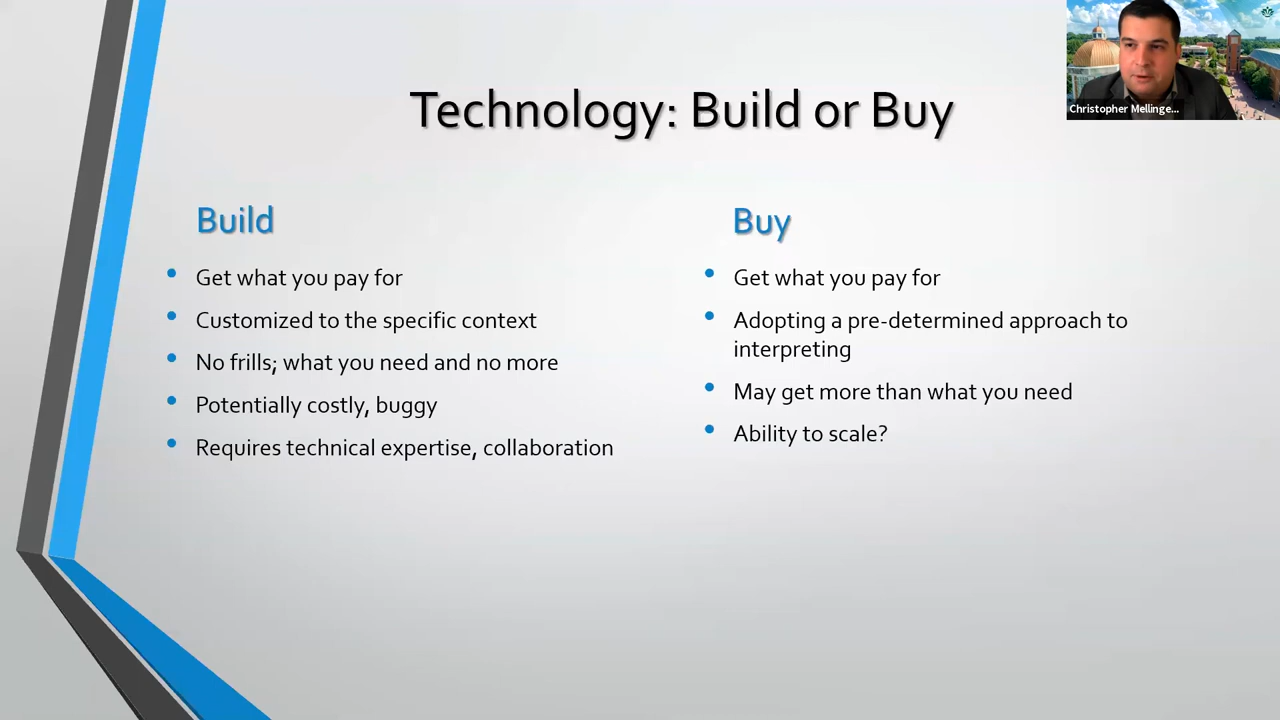 Technology: Build or Buy
Christopher Mellinge...
Build
Get what you pay for
Customized to the specific context
No frills; what you need and no more
Potentially costly, buggy
Requires technical expertise, collaboration
Buy
Get what you pay for
Adopting a pre-determined approach to
interpreting
May get more than what you need
Ability to scale?